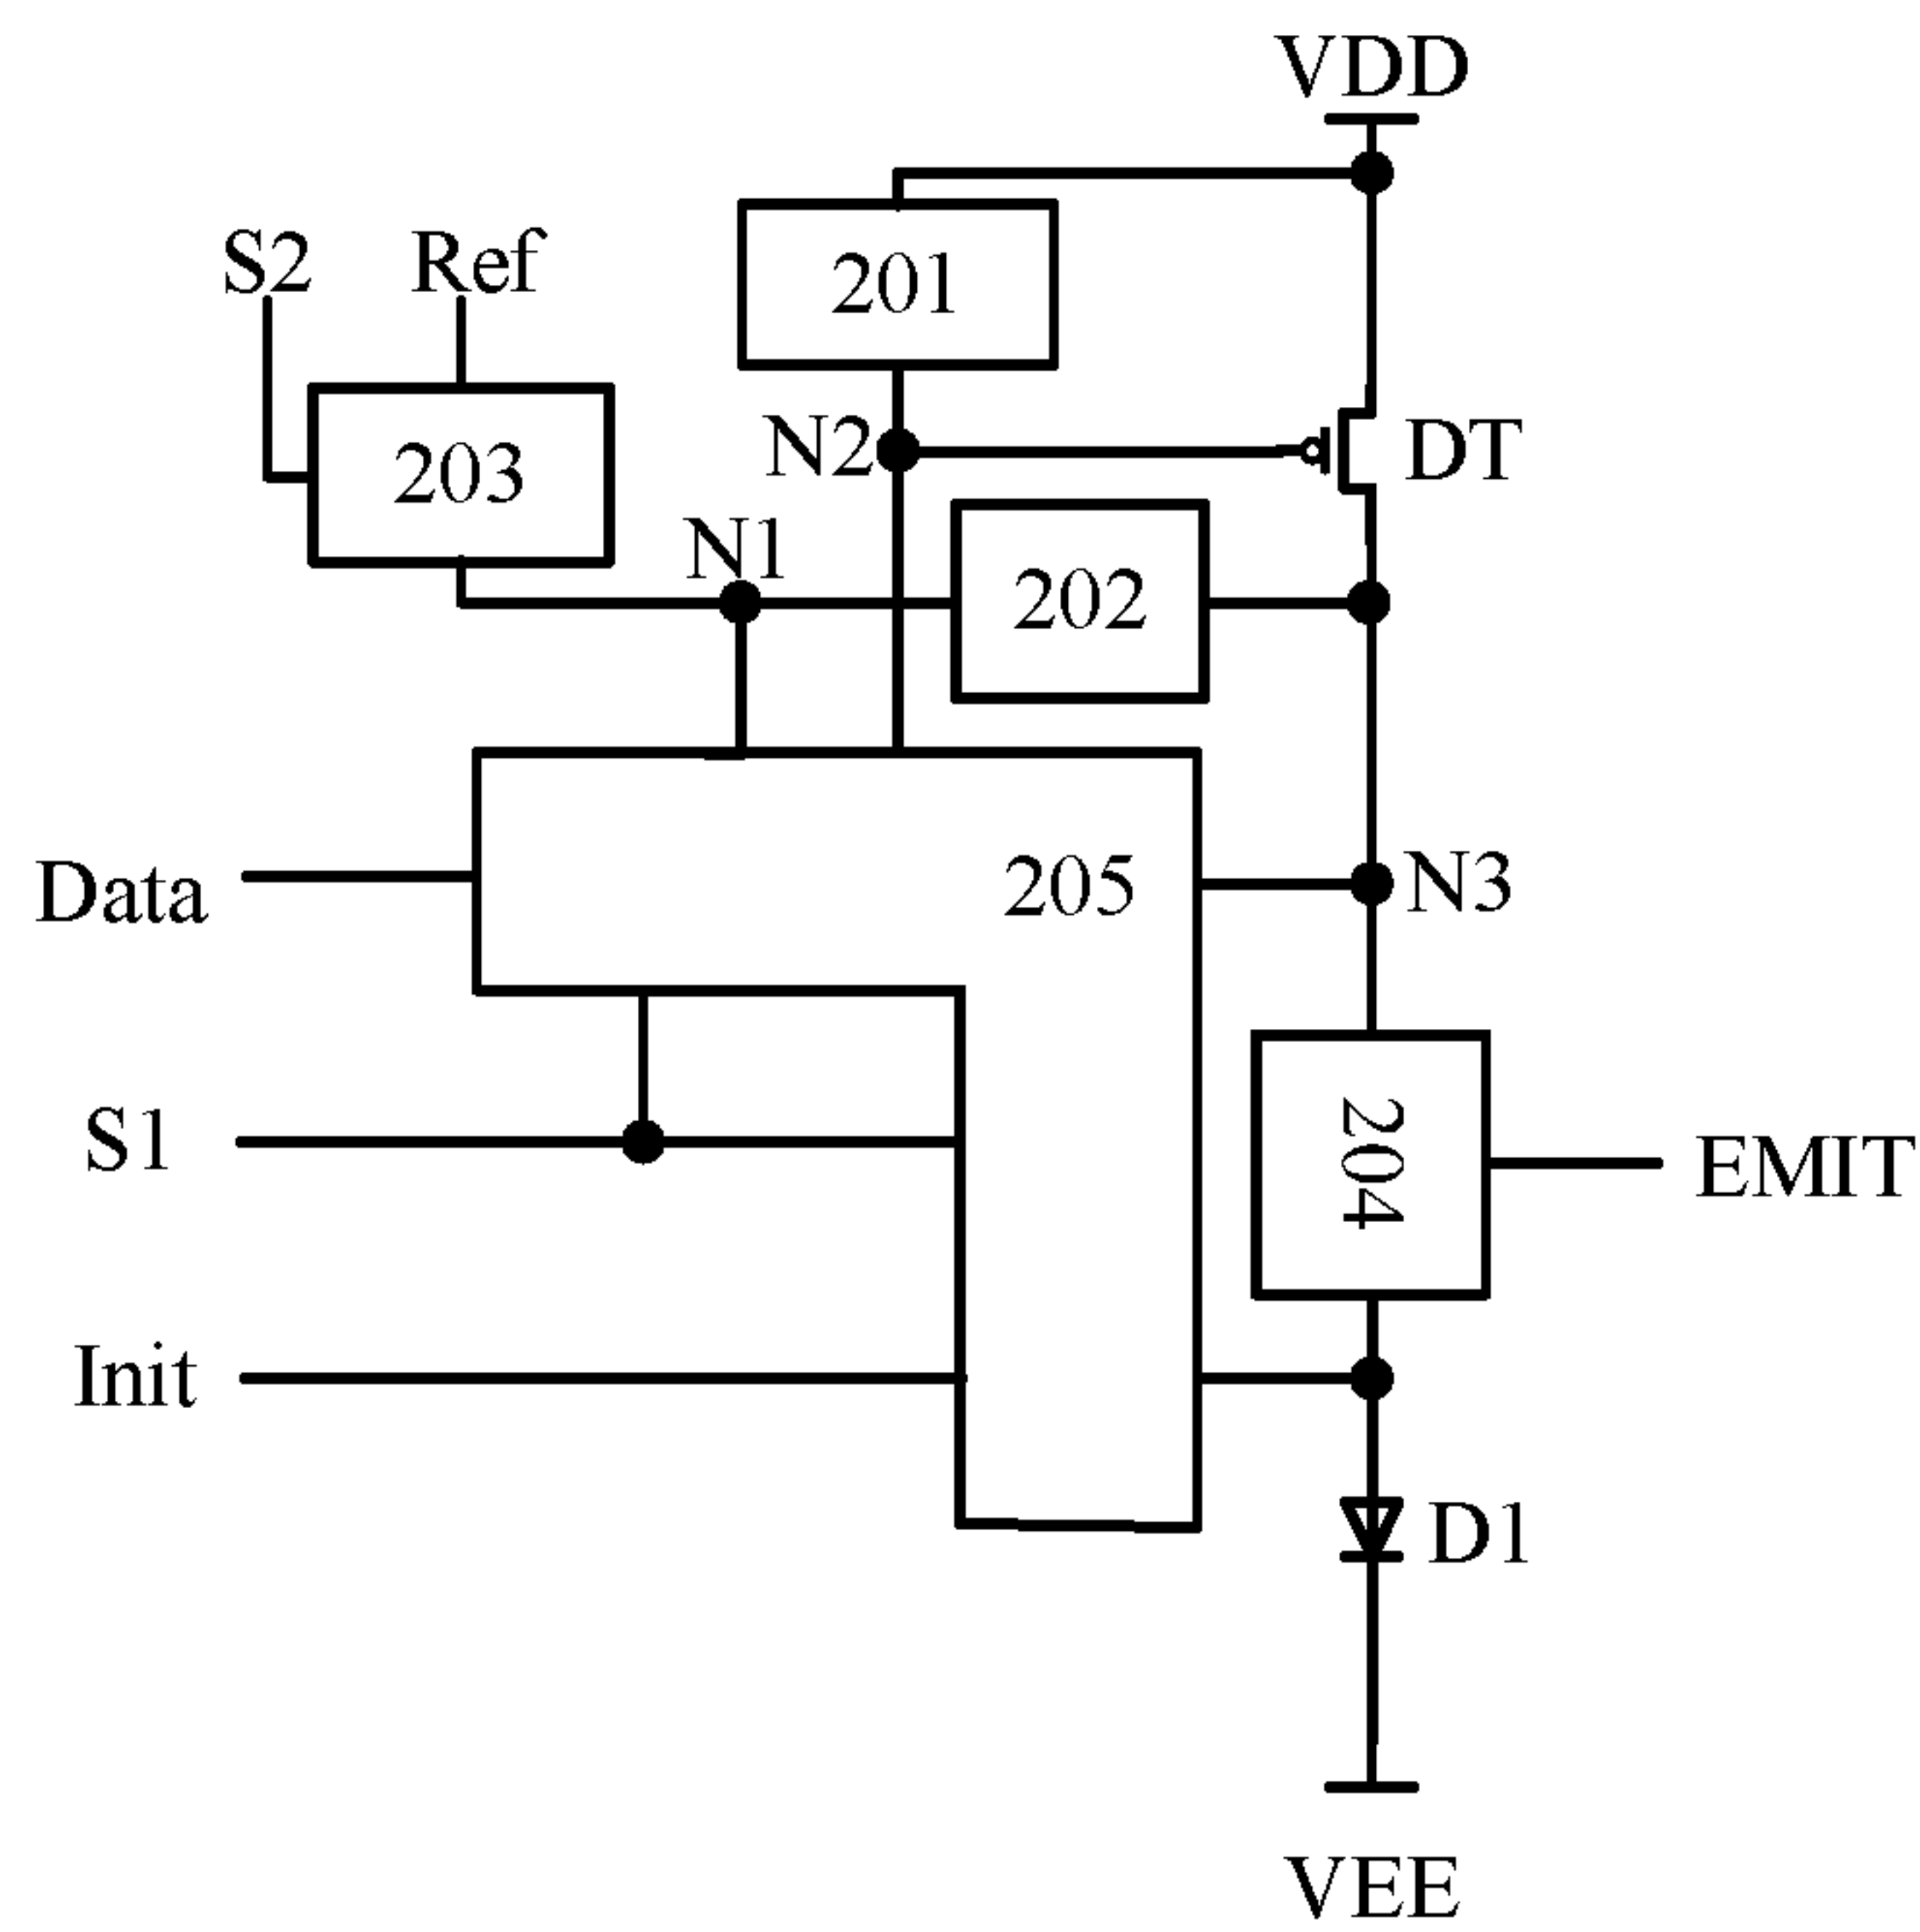 VDD
S2
Ref
201
203
N2
DT
N1
202
Data
205
N3
S1
204
EMIT
Init
D1
VEE